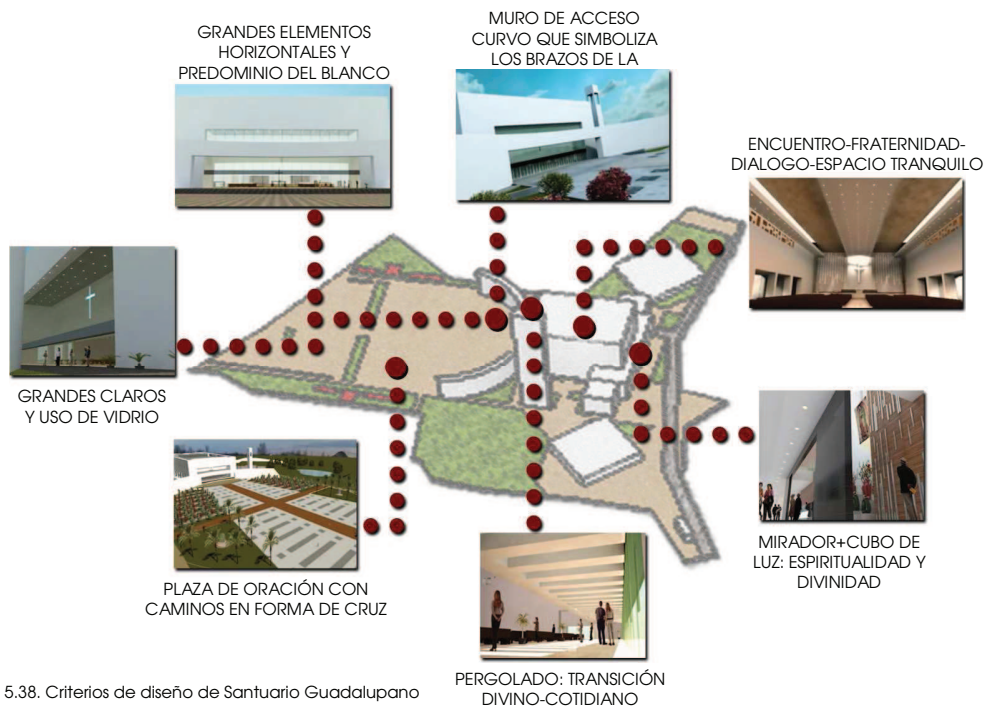 GRANDES ELEMENTOS
HORIZONTALES Y
PREDOMINIO DEL BLANCO
MURO DE ACCESO
CURVO QUE SIMBOLIZA
LOS BRAZOS DE LA
ENCUENTRO-FRATERNIDAD-
DIALOGO-ESPACIO TRANQUILO
GRANDES CLAROS
Y USO DE VIDRIO
PLAZA DE ORACIÓN CON
CAMINOS EN FORMA DE CRUZ
MIRADOR+CUBO DE
LUZ: ESPIRITUALIDAD Y
DIVINIDAD
PERGOLADO: TRANSICIÓN
DIVINO-COTIDIANO
5.38. Criterios de diseño de Santuario Guadalupano